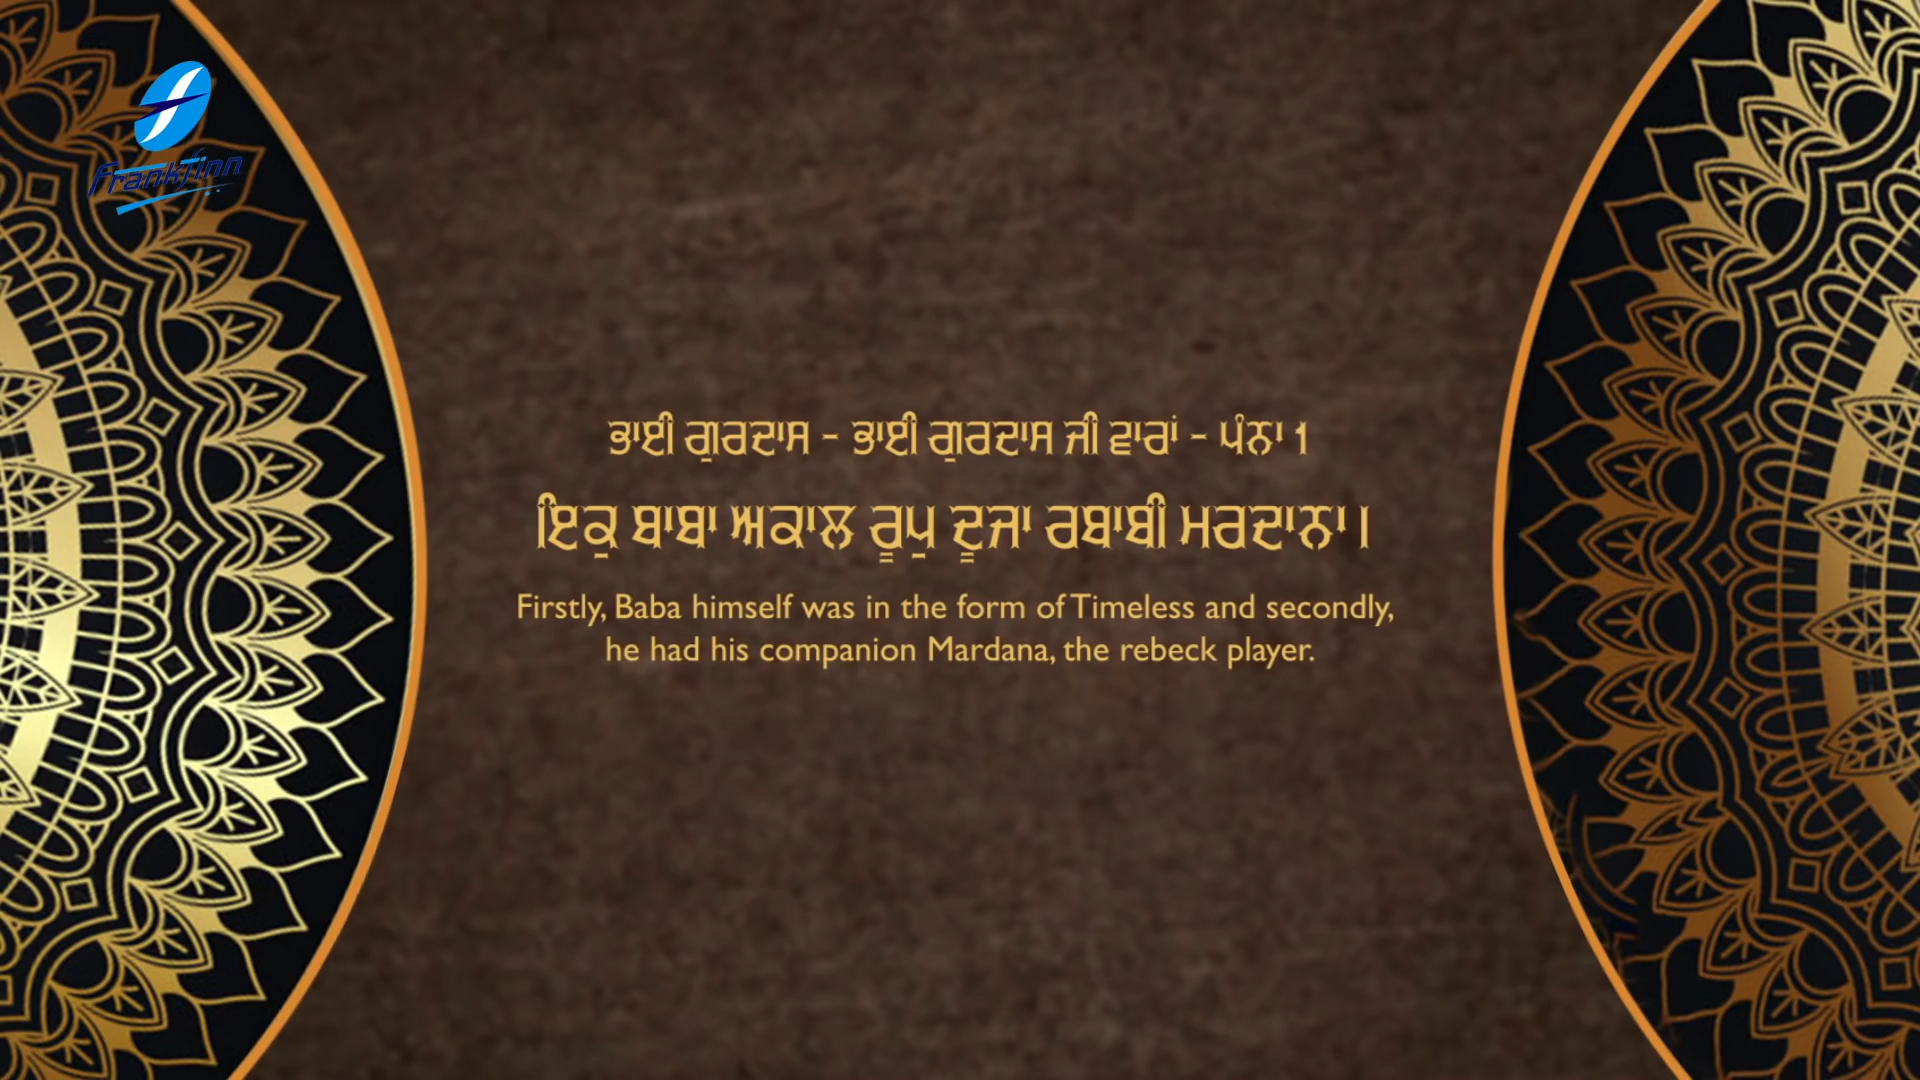 Frankfinn
ਭਾਈ ਗੁਰਦਾਸ - ਭਾਈ ਗੁਰਦਾਸ ਜੀ ਵਾਰਾਂ - ਪੰਨਾ 1
ਇਕੁ ਬਾਬਾ ਅਕਾਲ ਰੂਪੁ ਦੂਜਾ ਰਬਾਬੀ ਮਰਦਾਨਾ।
Firstly, Baba himself was in the form of Timeless and secondly,
he had his companion Mardana, the rebeck player.